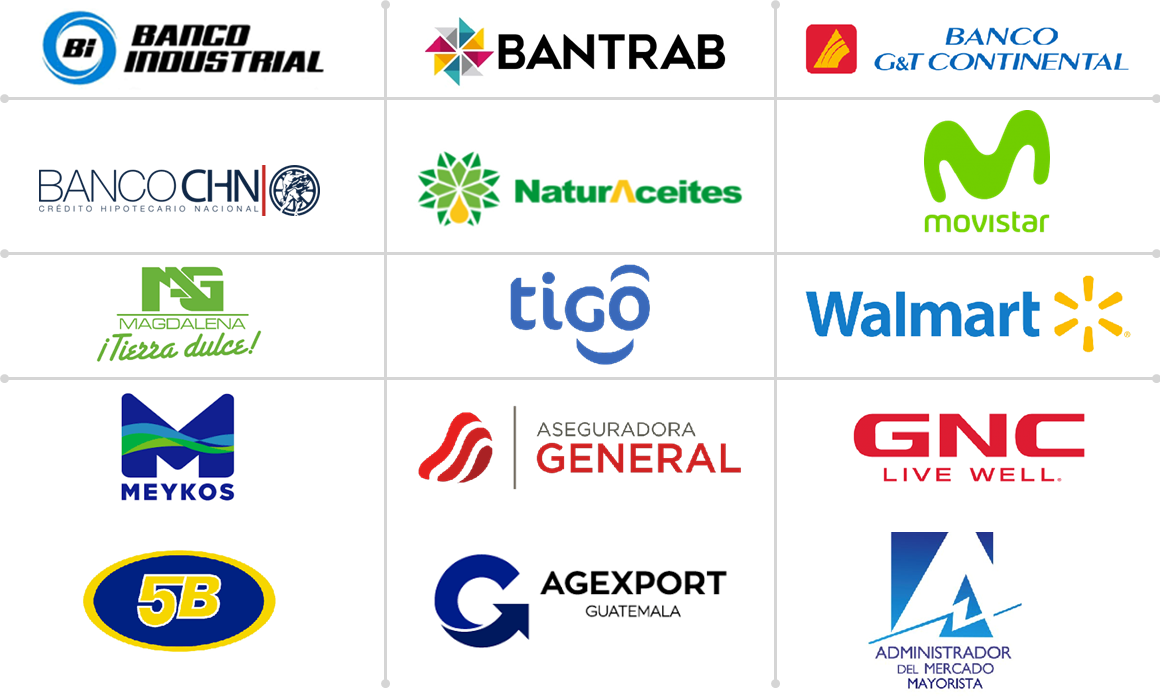 Bi BANCO
INDUSTRIAL
BANTRAB
BANCO
G&T CONTINENTAL
BANCO CHN
CRÉDITO HIPOTECARIO NACIONAL
NaturAceites
movistar
MAG
MAGDALENA
¡Tierra dulce!
tigo
Walmart
®
MEYKOS
ASEGURADORA
GENERAL
GNC
LIVE WELL.
5B
AGEXPORT
GUATEMALA
ADMINISTRADOR
DEL MERCADO
MAYORISTA